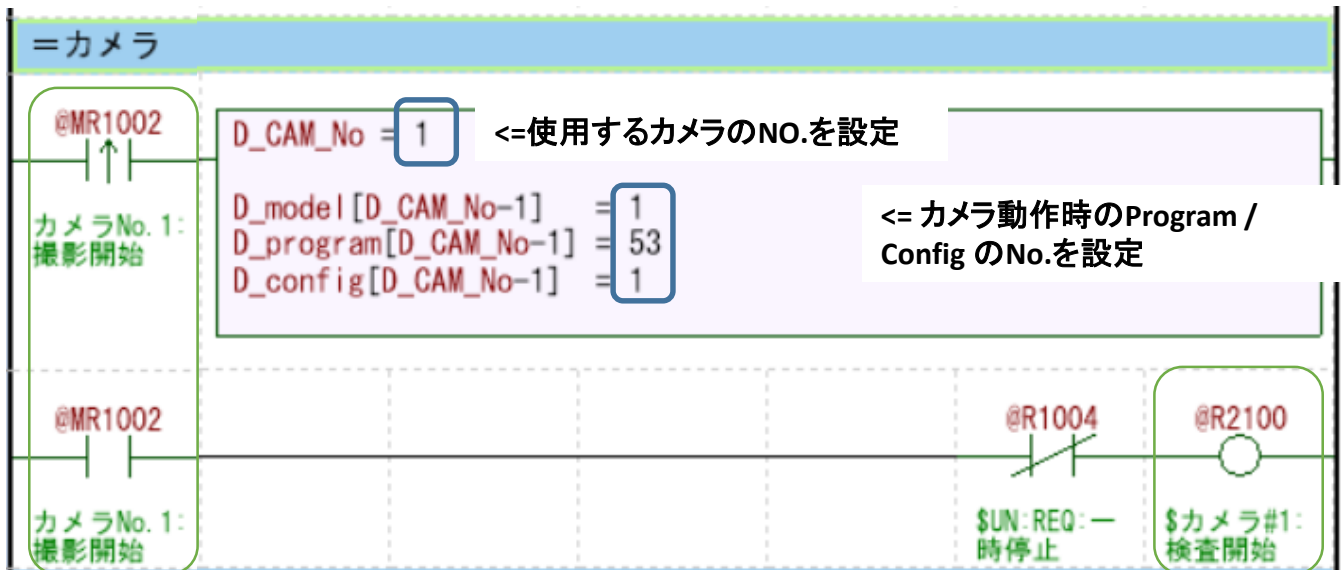 ＝カメラ
@MR1002
カメラNo.1:
撮影開始
D_CAM_No = 1
<=使用するカメラのNO.を設定
D_model[D_CAM_No-1] = 1
D_program[D_CAM_No-1] = 53
D_config[D_CAM_No-1] = 1
<= カメラ動作時のProgram /
Config のNo.を設定
@MR1002
カメラNo.1:
撮影開始
@R1004
$UN:REQ:一
時停止
@R2100
$カメラ#1:
検査開始